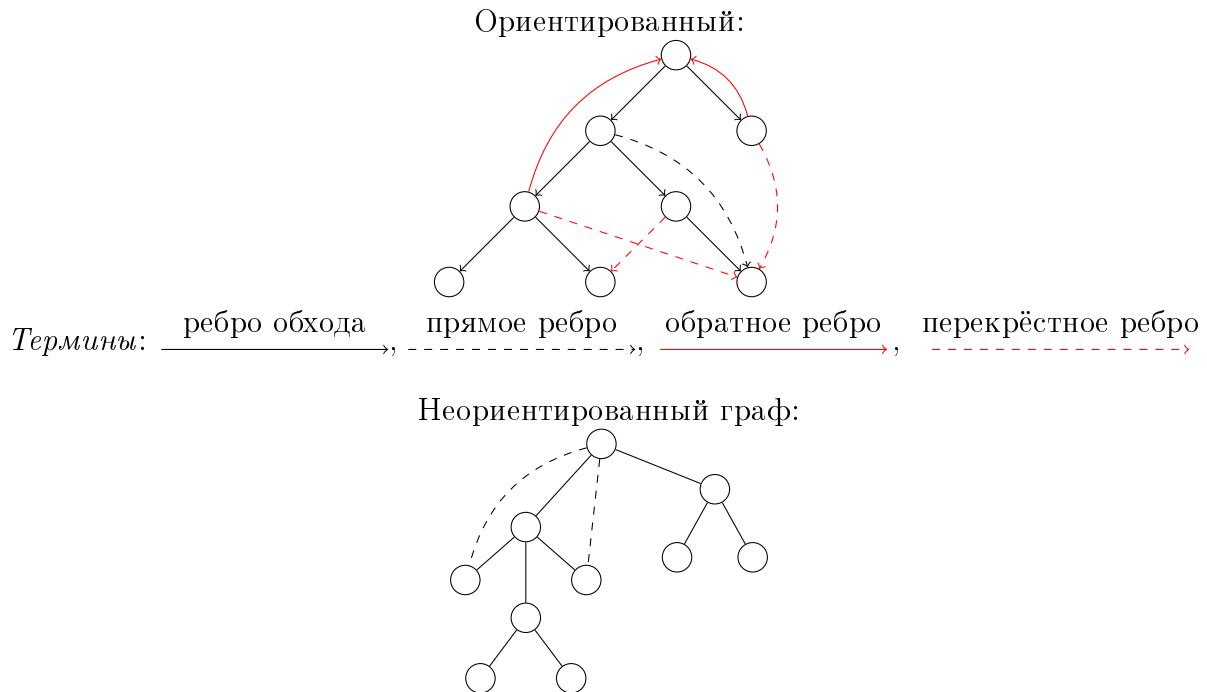 Ориентированный:
ребро обхода прямое ребро обратное ребро перекрёстное ребро
Термины: , , ,
Неориентированный граф: